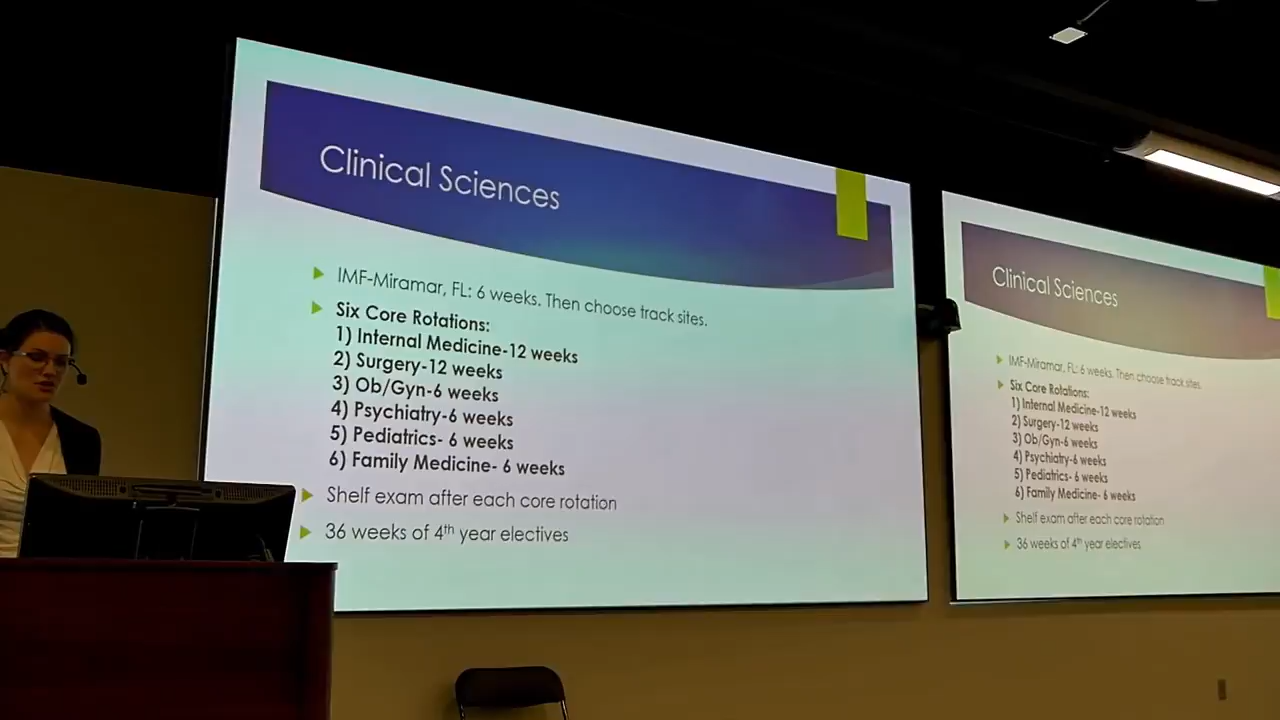 Clinical Sciences
IMF-Miramar, FL: 6 weeks. Then choose track sites.
Six Core Rotations:
1) Internal Medicine-12 weeks
2) Surgery-12 weeks
3) Ob/Gyn-6 weeks
4) Psychiatry-6 weeks
5) Pediatrics- 6 weeks
6) Family Medicine- 6 weeks
Shelf exam after each core rotation
36 weeks of 4th year electives
Clinical Sciences
IMF-Miramar, FL: 6 weeks. Then choose track sites.
Six Core Rotations:
1) Internal Medicine-12 weeks
2) Surgery-12 weeks
3) Ob/Gyn-6 weeks
4) Psychiatry-6 weeks
5) Pediatrics- 6 weeks
6) Family Medicine- 6 weeks
Shelf exam after each core rotation
36 weeks of 4th year electives